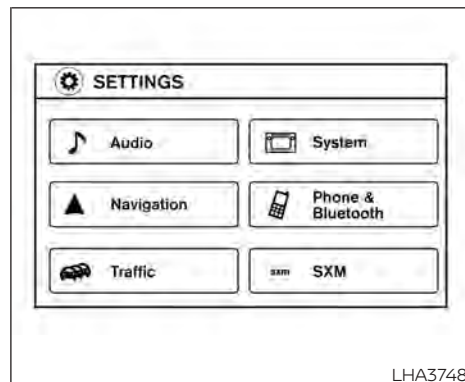 SETTINGS
Audio
System
Navigation
Phone &
Bluetooth
Traffic
sxm SXM
LHA3748